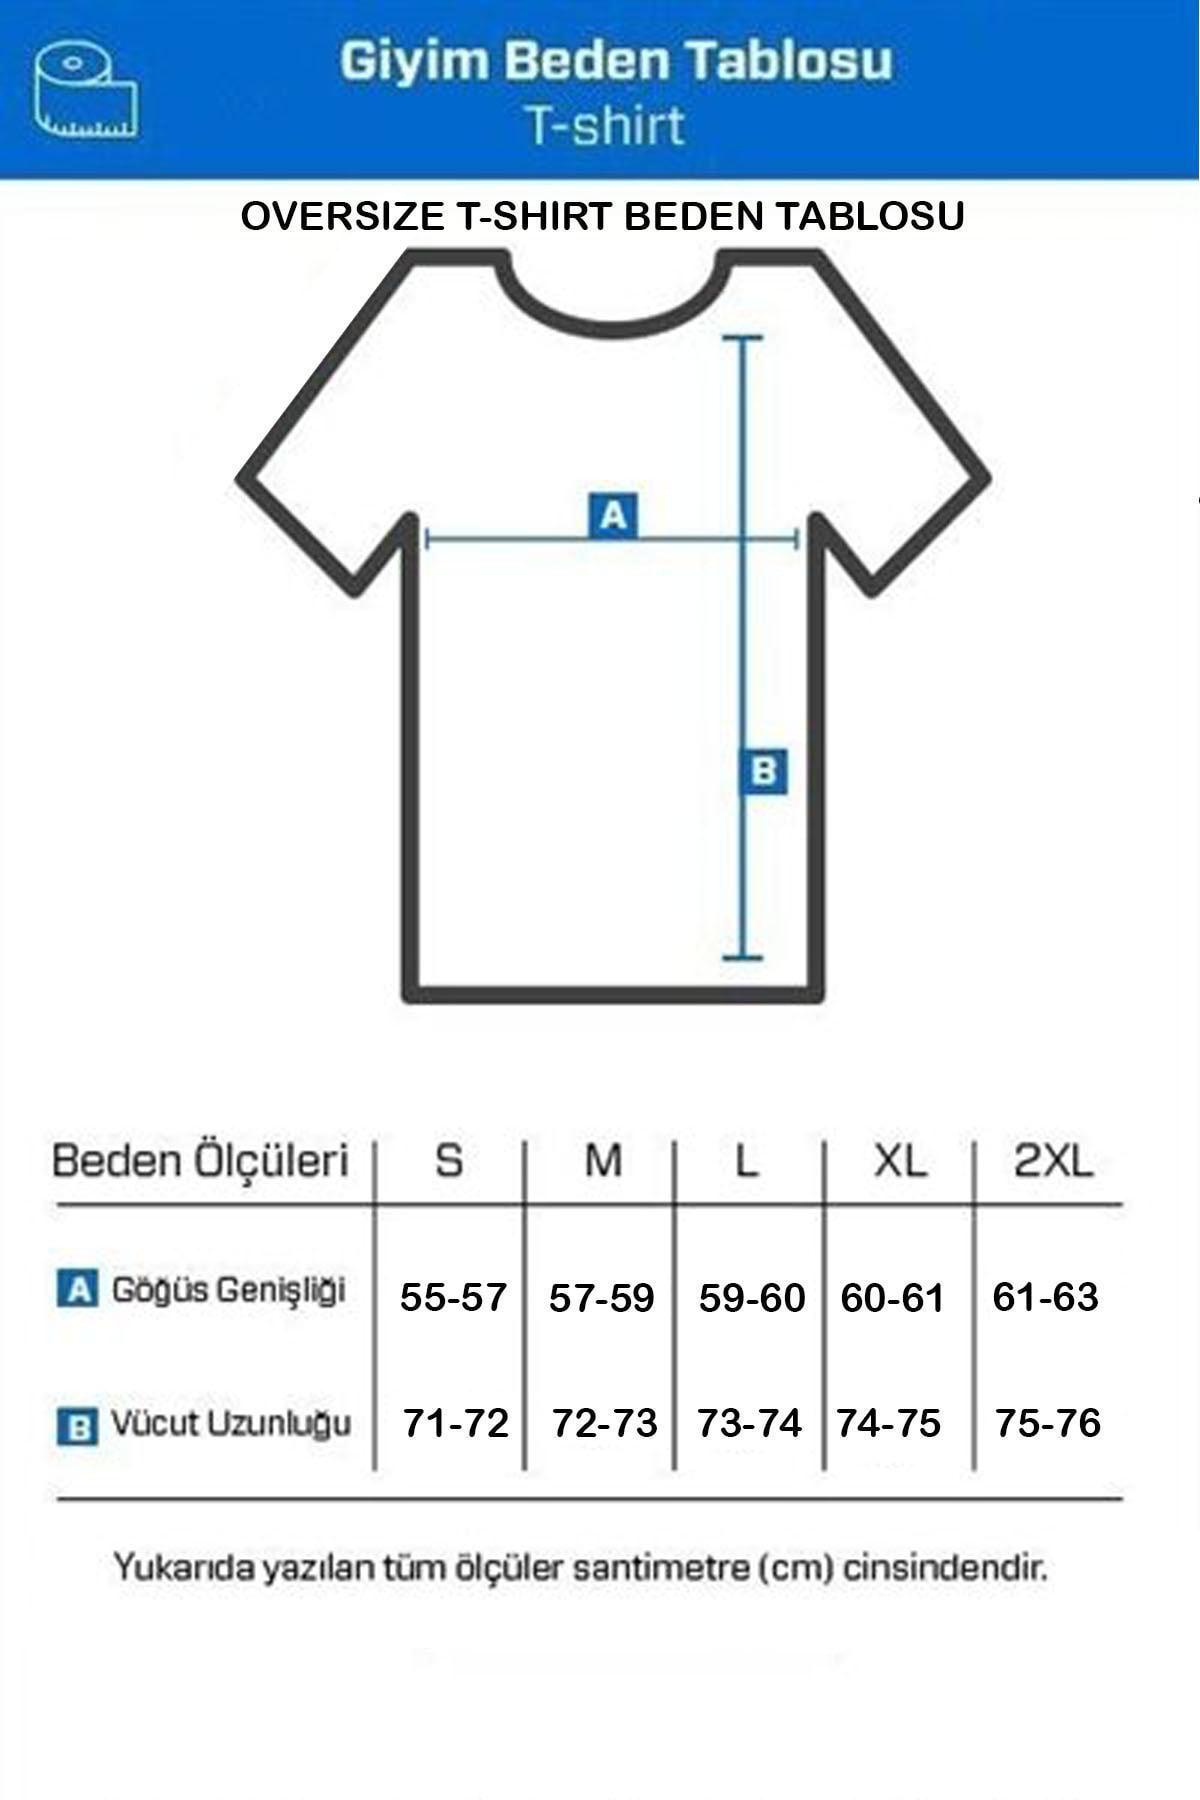 Giyim Beden Tablosu
T-shirt
OVERSIZE T-SHIRT BEDEN TABLOSU
A
B
Beden Ölçüleri S M L XL 2XL
A Göğüs Genişliği 55-57 57-59 59-60 60-61 61-63
B Vücut Uzunluğu 71-72 72-73 73-74 74-75 75-76
Yukarıda yazılan tüm ölçüler santimetre (cm) cinsindendir.